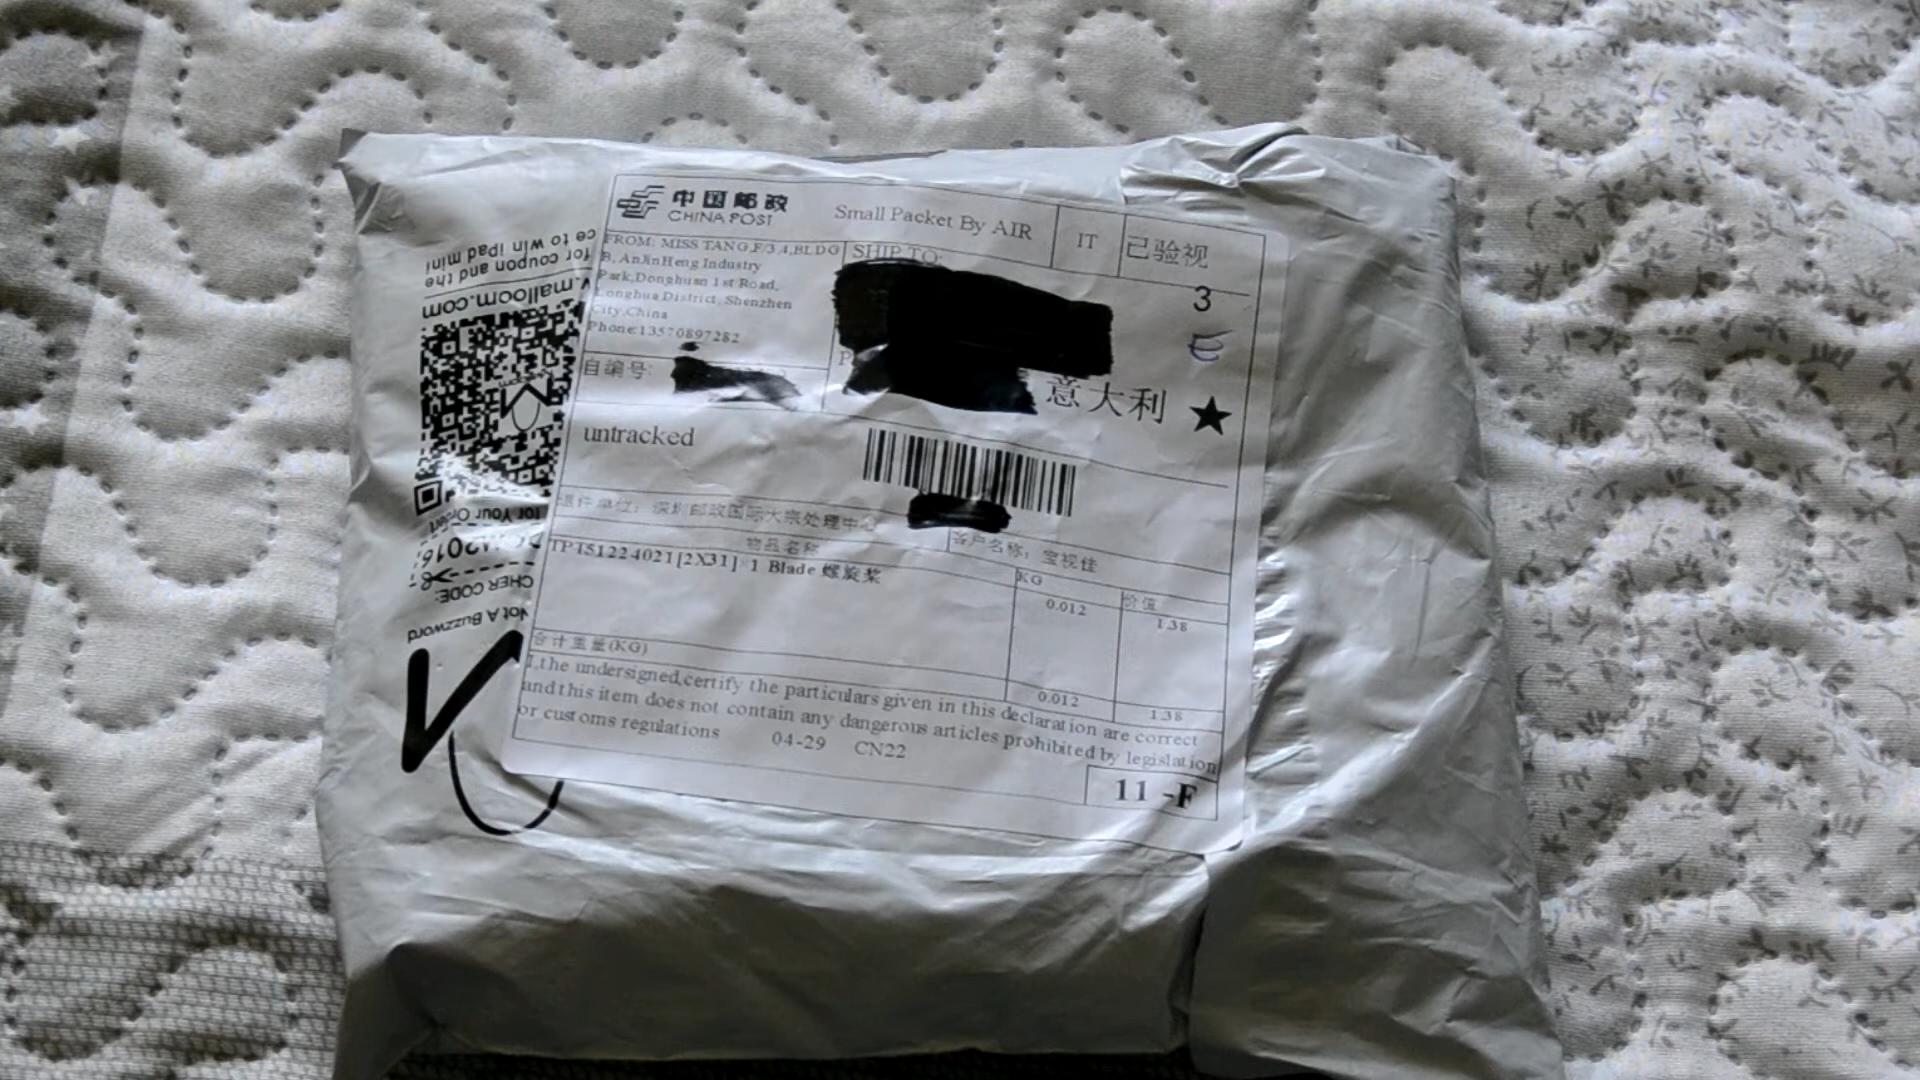 中国邮政
CHINA POST
Small Packet By AIR
IT
已验视
FROM: MISS TANG,F/3,4,BLDG
B, AnJinHeng Industry
Park,Donghuan 1st Road,
Longhua District, Shenzhen
City,China
Phone:13570897282
SHIP TO:
3
E
自编号:
意大利 ★
untracked
退件单位：深圳邮政国际大宗处理中心
客户名称：宝视佳
物品名称
KG
价值
TPT51224021[2X31]*1 Blade 螺旋桨
0.012
1.38
合计重量(KG)
0.012
1.38
I,the undersigned,certify the particulars given in this declaration are correct
and this item does not contain any dangerous articles prohibited by legislation
or customs regulations
04-29
CN22
11 -F
Not A Buzzword
CHER CODE:
2016
for Your Order
.malloom.com
for coupon and the
ce to win ipad mini